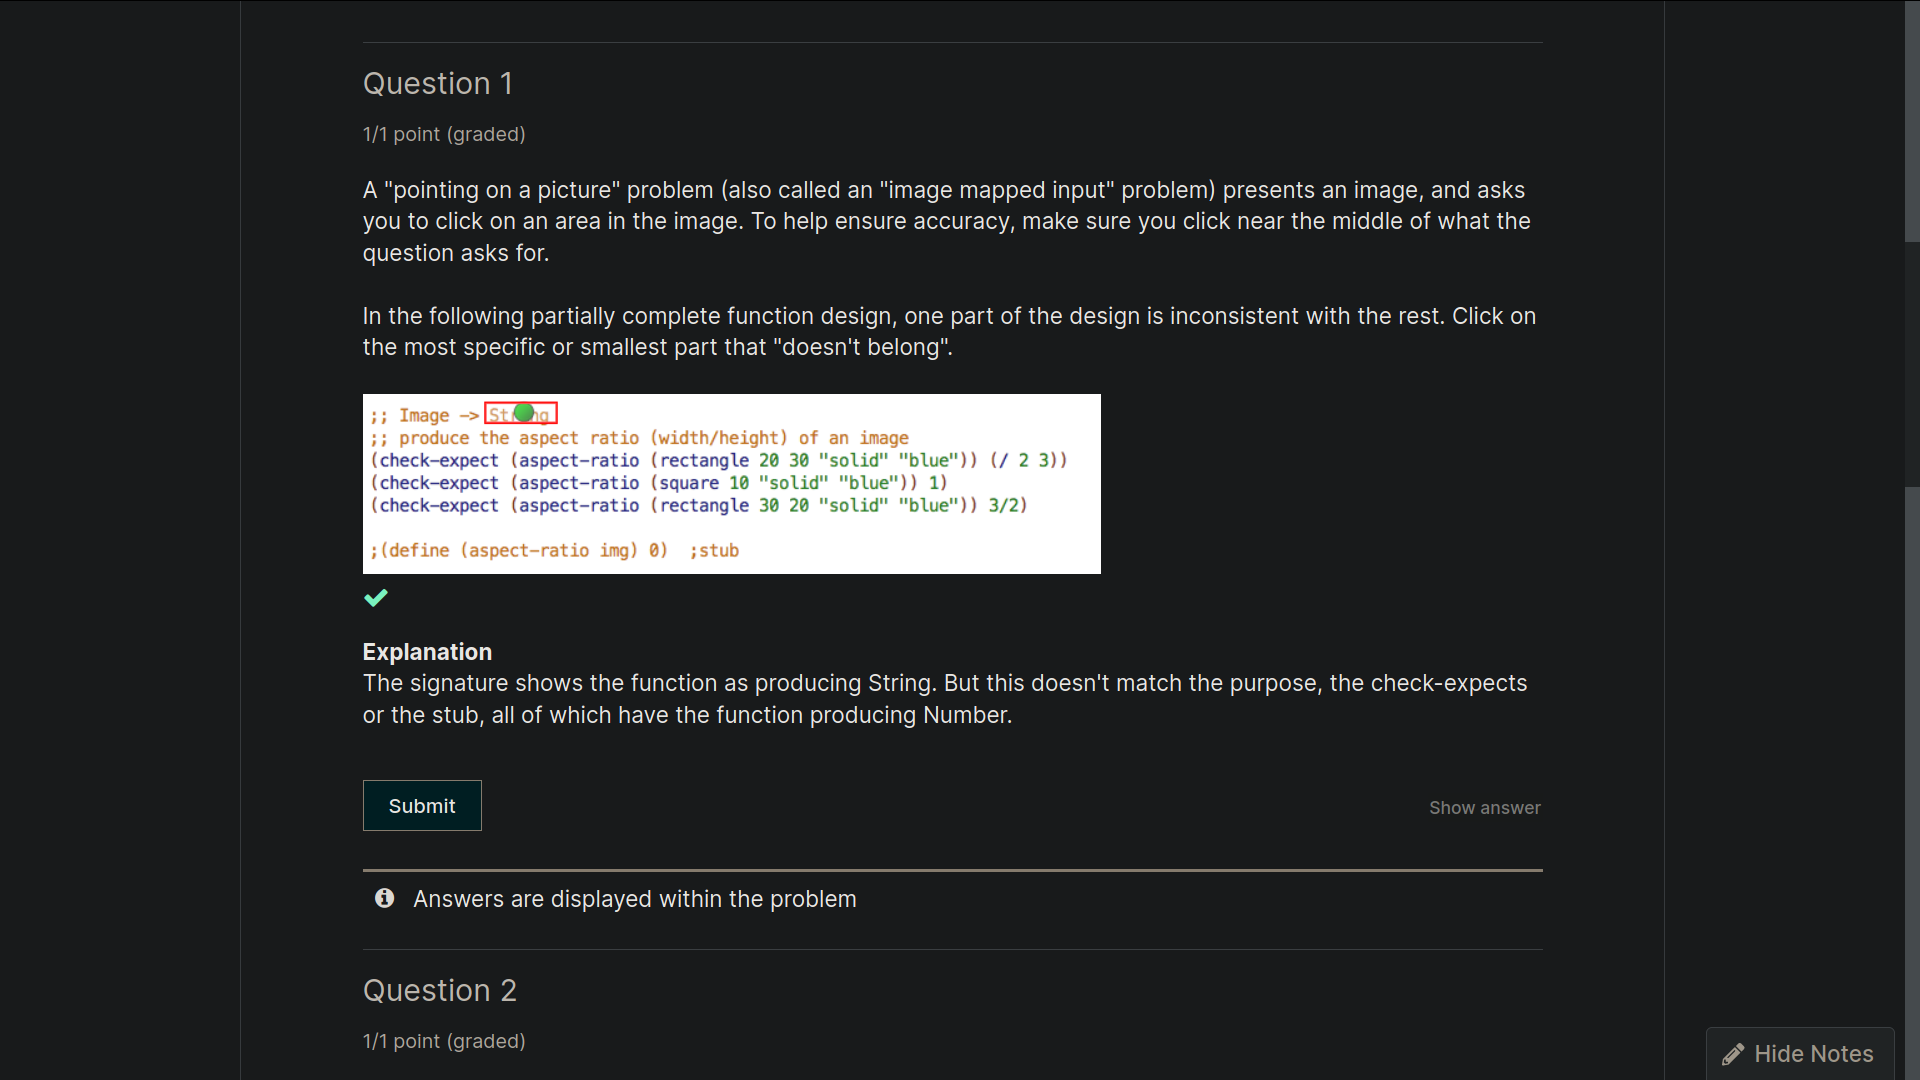 Question 1
1/1 point (graded)
A "pointing on a picture" problem (also called an "image mapped input" problem) presents an image, and asks
you to click on an area in the image. To help ensure accuracy, make sure you click near the middle of what the
question asks for.
In the following partially complete function design, one part of the design is inconsistent with the rest. Click on
the most specific or smallest part that "doesn't belong".
;; Image -> String
;; produce the aspect ratio (width/height) of an image
(check-expect (aspect-ratio (rectangle 20 30 "solid" "blue")) (/ 2 3))
(check-expect (aspect-ratio (square 10 "solid" "blue")) 1)
(check-expect (aspect-ratio (rectangle 30 20 "solid" "blue")) 3/2)
;(define (aspect-ratio img) 0)  ;stub
Explanation
The signature shows the function as producing String. But this doesn't match the purpose, the check-expects
or the stub, all of which have the function producing Number.
Submit
Show answer
Answers are displayed within the problem
Question 2
1/1 point (graded)
Hide Notes